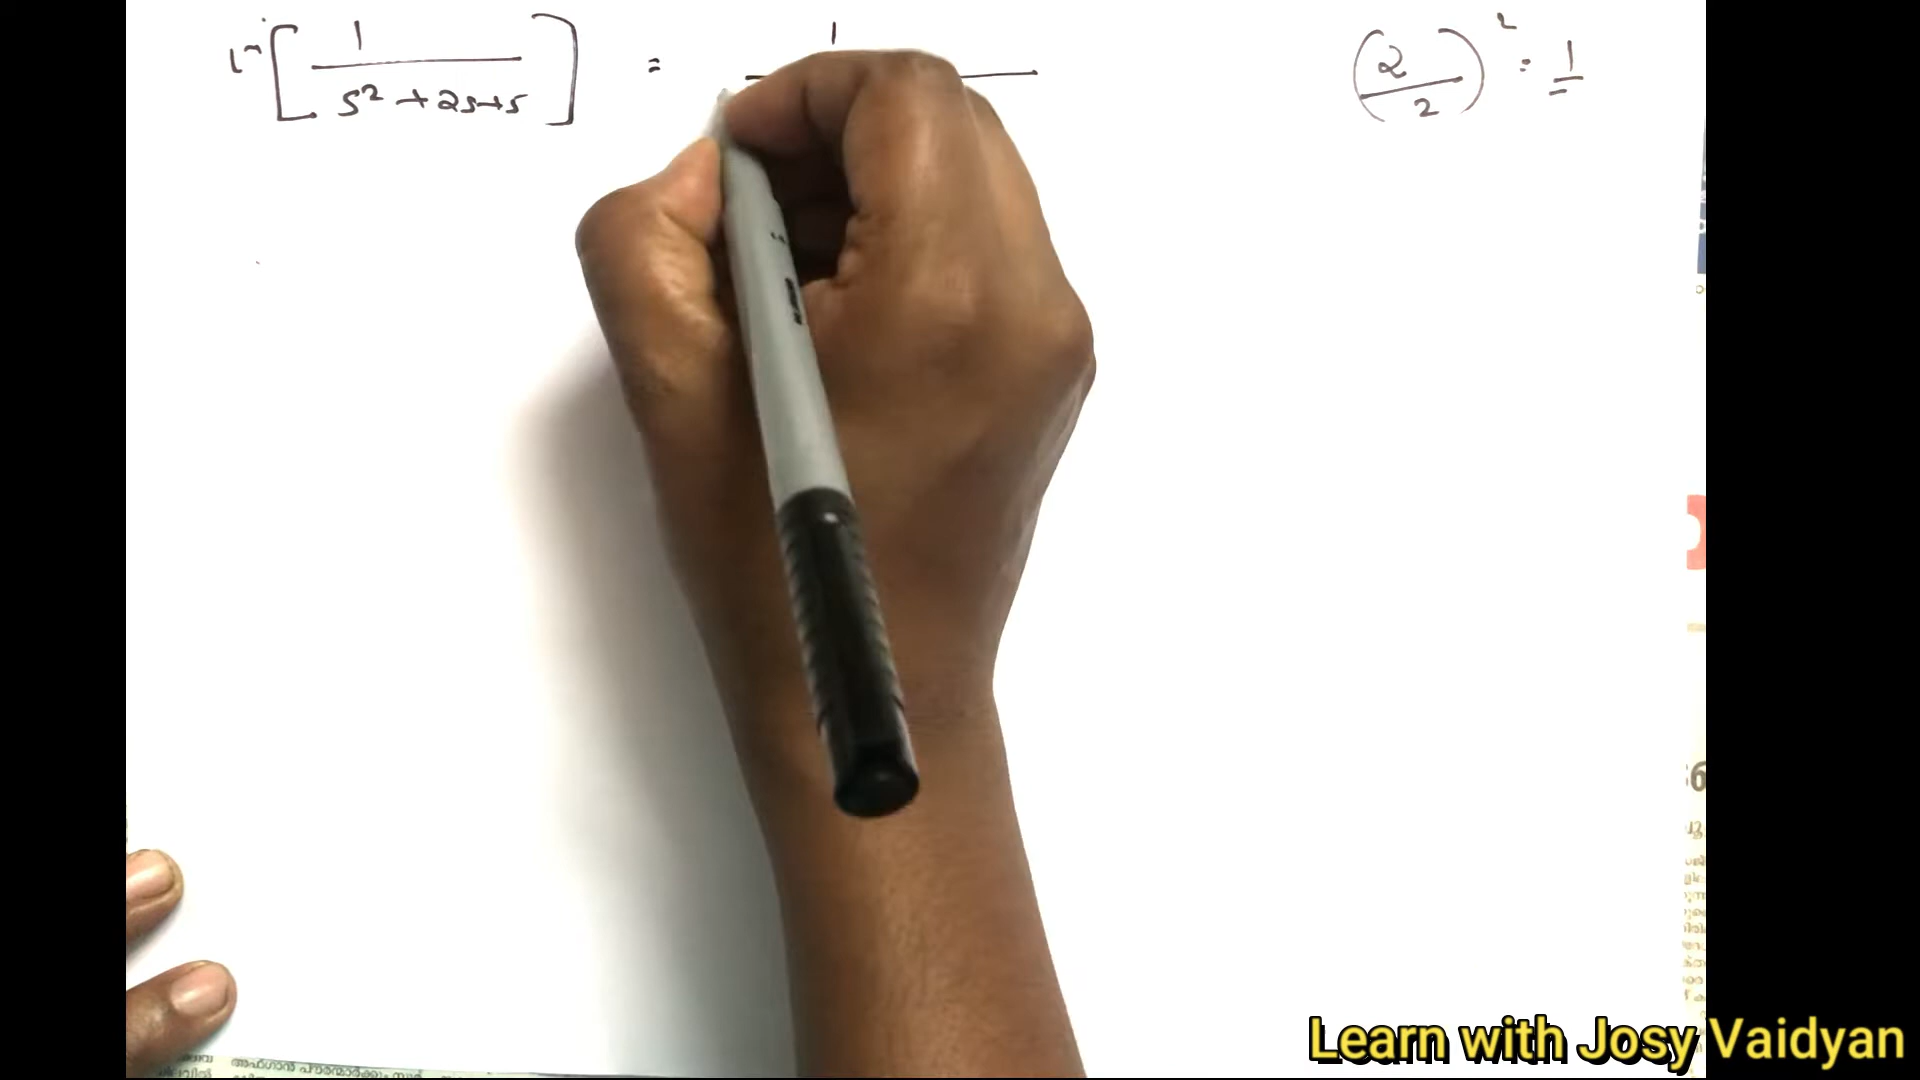 L⁻¹[ 1 / s² + 2s + 5 ] = 1 (2 / 2)² = 1
Learn with Josy Vaidyan